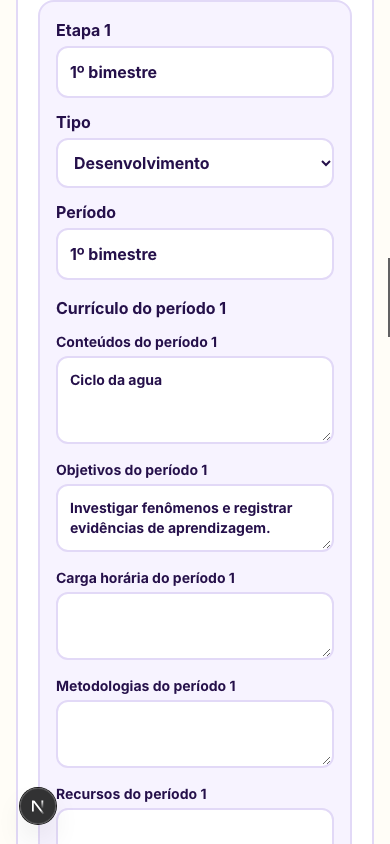 Etapa 1
1º bimestre
Tipo
Desenvolvimento
Período
1º bimestre
Currículo do período 1
Conteúdos do período 1
Ciclo da agua
Objetivos do período 1
Investigar fenômenos e registrar
evidências de aprendizagem.
Carga horária do período 1
Metodologias do período 1
Recursos do período 1
N